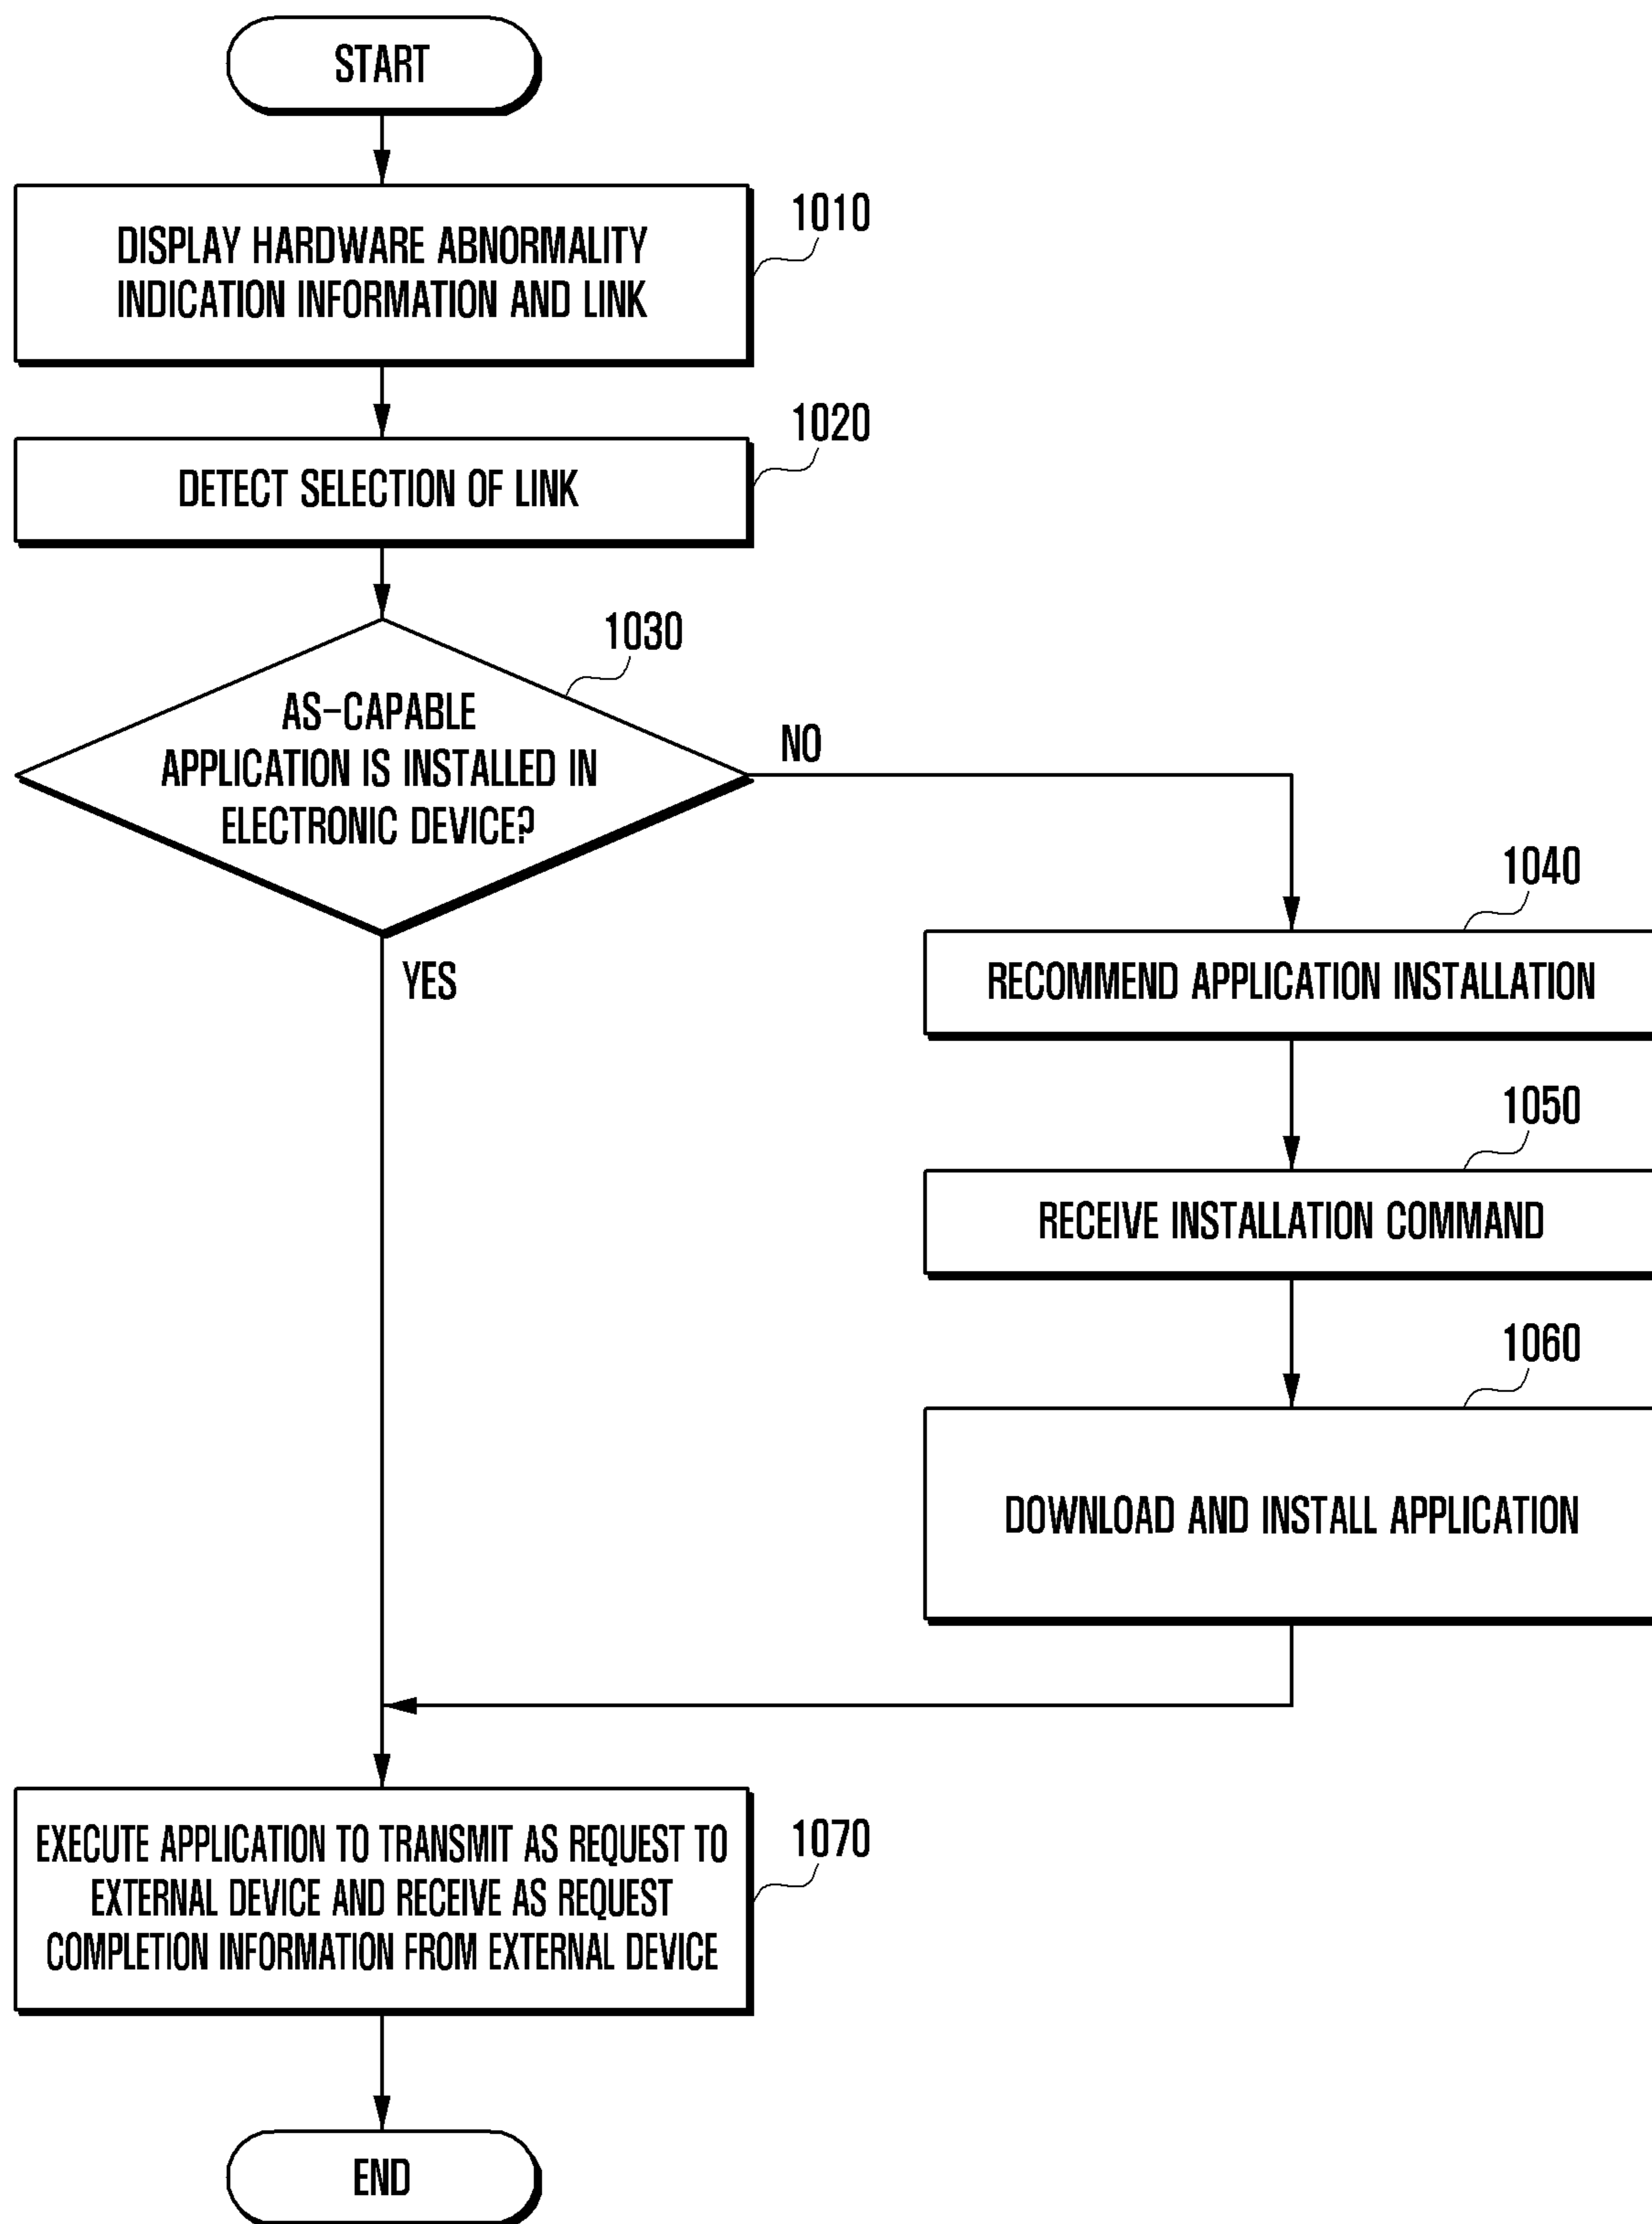 START
1010
DISPLAY HARDWARE ABNORMALITY
INDICATION INFORMATION AND LINK
1020
DETECT SELECTION OF LINK
1030
AS-CAPABLE
APPLICATION IS INSTALLED IN
ELECTRONIC DEVICE?
NO
YES
1040
RECOMMEND APPLICATION INSTALLATION
1050
RECEIVE INSTALLATION COMMAND
1060
DOWNLOAD AND INSTALL APPLICATION
1070
EXECUTE APPLICATION TO TRANSMIT AS REQUEST TO
EXTERNAL DEVICE AND RECEIVE AS REQUEST
COMPLETION INFORMATION FROM EXTERNAL DEVICE
END